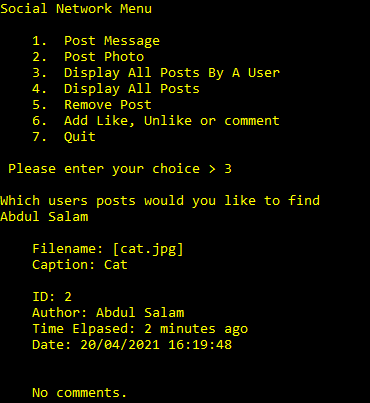 Social Network Menu
1. Post Message
2. Post Photo
3. Display All Posts By A User
4. Display All Posts
5. Remove Post
6. Add Like, Unlike or comment
7. Quit
Please enter your choice > 3
Which users posts would you like to find
Abdul Salam
Filename: [cat.jpg]
Caption: Cat
ID: 2
Author: Abdul Salam
Time Elpased: 2 minutes ago
Date: 20/04/2021 16:19:48
No comments.